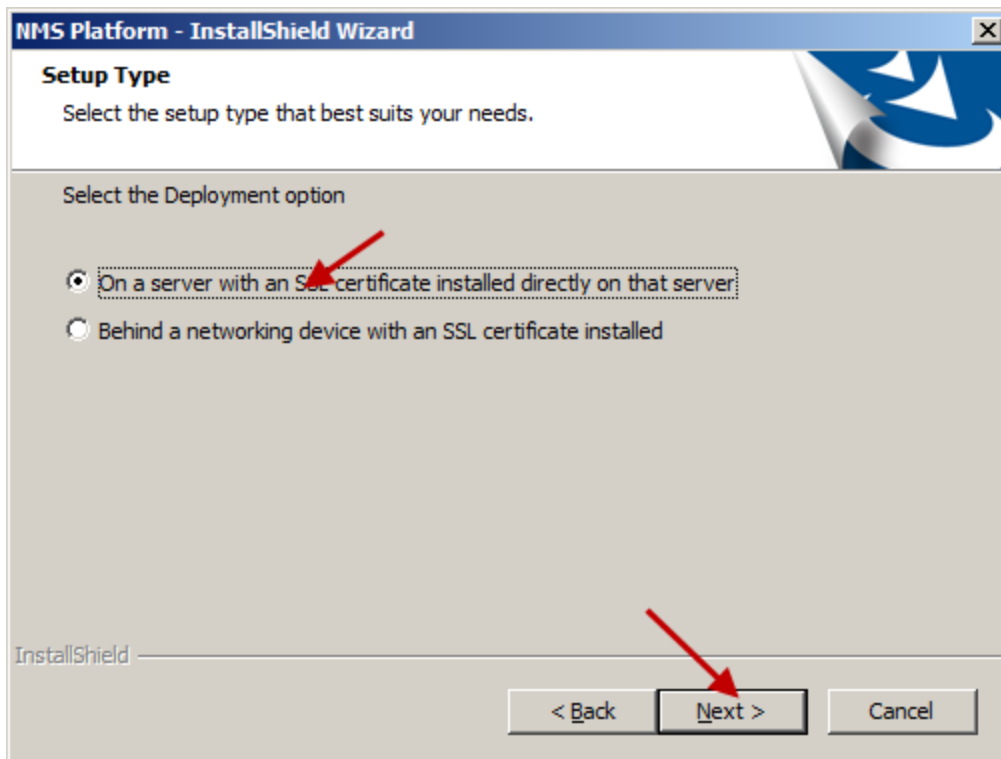 NMS Platform - InstallShield Wizard
Setup Type
Select the setup type that best suits your needs.
Select the Deployment option
On a server with an SSL certificate installed directly on that server
Behind a networking device with an SSL certificate installed
InstallShield
< Back
Next >
Cancel